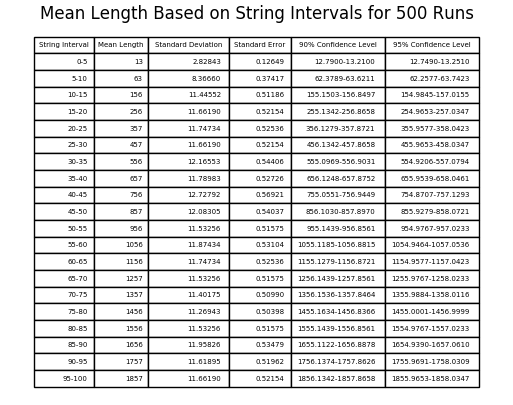 Mean Length Based on String Intervals for 500 Runs
String Interval Mean Length Standard Deviation Standard Error 90% Confidence Level 95% Confidence Level
0-5 13 2.82843 0.12649 12.7900-13.2100 12.7490-13.2510
5-10 63 8.36660 0.37417 62.3789-63.6211 62.2577-63.7423
10-15 156 11.44552 0.51186 155.1503-156.8497 154.9845-157.0155
15-20 256 11.66190 0.52154 255.1342-256.8658 254.9653-257.0347
20-25 357 11.74734 0.52536 356.1279-357.8721 355.9577-358.0423
25-30 457 11.66190 0.52154 456.1342-457.8658 455.9653-458.0347
30-35 556 12.16553 0.54406 555.0969-556.9031 554.9206-557.0794
35-40 657 11.78983 0.52726 656.1248-657.8752 655.9539-658.0461
40-45 756 12.72792 0.56921 755.0551-756.9449 754.8707-757.1293
45-50 857 12.08305 0.54037 856.1030-857.8970 855.9279-858.0721
50-55 956 11.53256 0.51575 955.1439-956.8561 954.9767-957.0233
55-60 1056 11.87434 0.53104 1055.1185-1056.8815 1054.9464-1057.0536
60-65 1156 11.74734 0.52536 1155.1279-1156.8721 1154.9577-1157.0423
65-70 1257 11.53256 0.51575 1256.1439-1257.8561 1255.9767-1258.0233
70-75 1357 11.40175 0.50990 1356.1536-1357.8464 1355.9884-1358.0116
75-80 1456 11.26943 0.50398 1455.1634-1456.8366 1455.0001-1456.9999
80-85 1556 11.53256 0.51575 1555.1439-1556.8561 1554.9767-1557.0233
85-90 1656 11.95826 0.53479 1655.1122-1656.8878 1654.9390-1657.0610
90-95 1757 11.61895 0.51962 1756.1374-1757.8626 1755.9691-1758.0309
95-100 1857 11.66190 0.52154 1856.1342-1857.8658 1855.9653-1858.0347